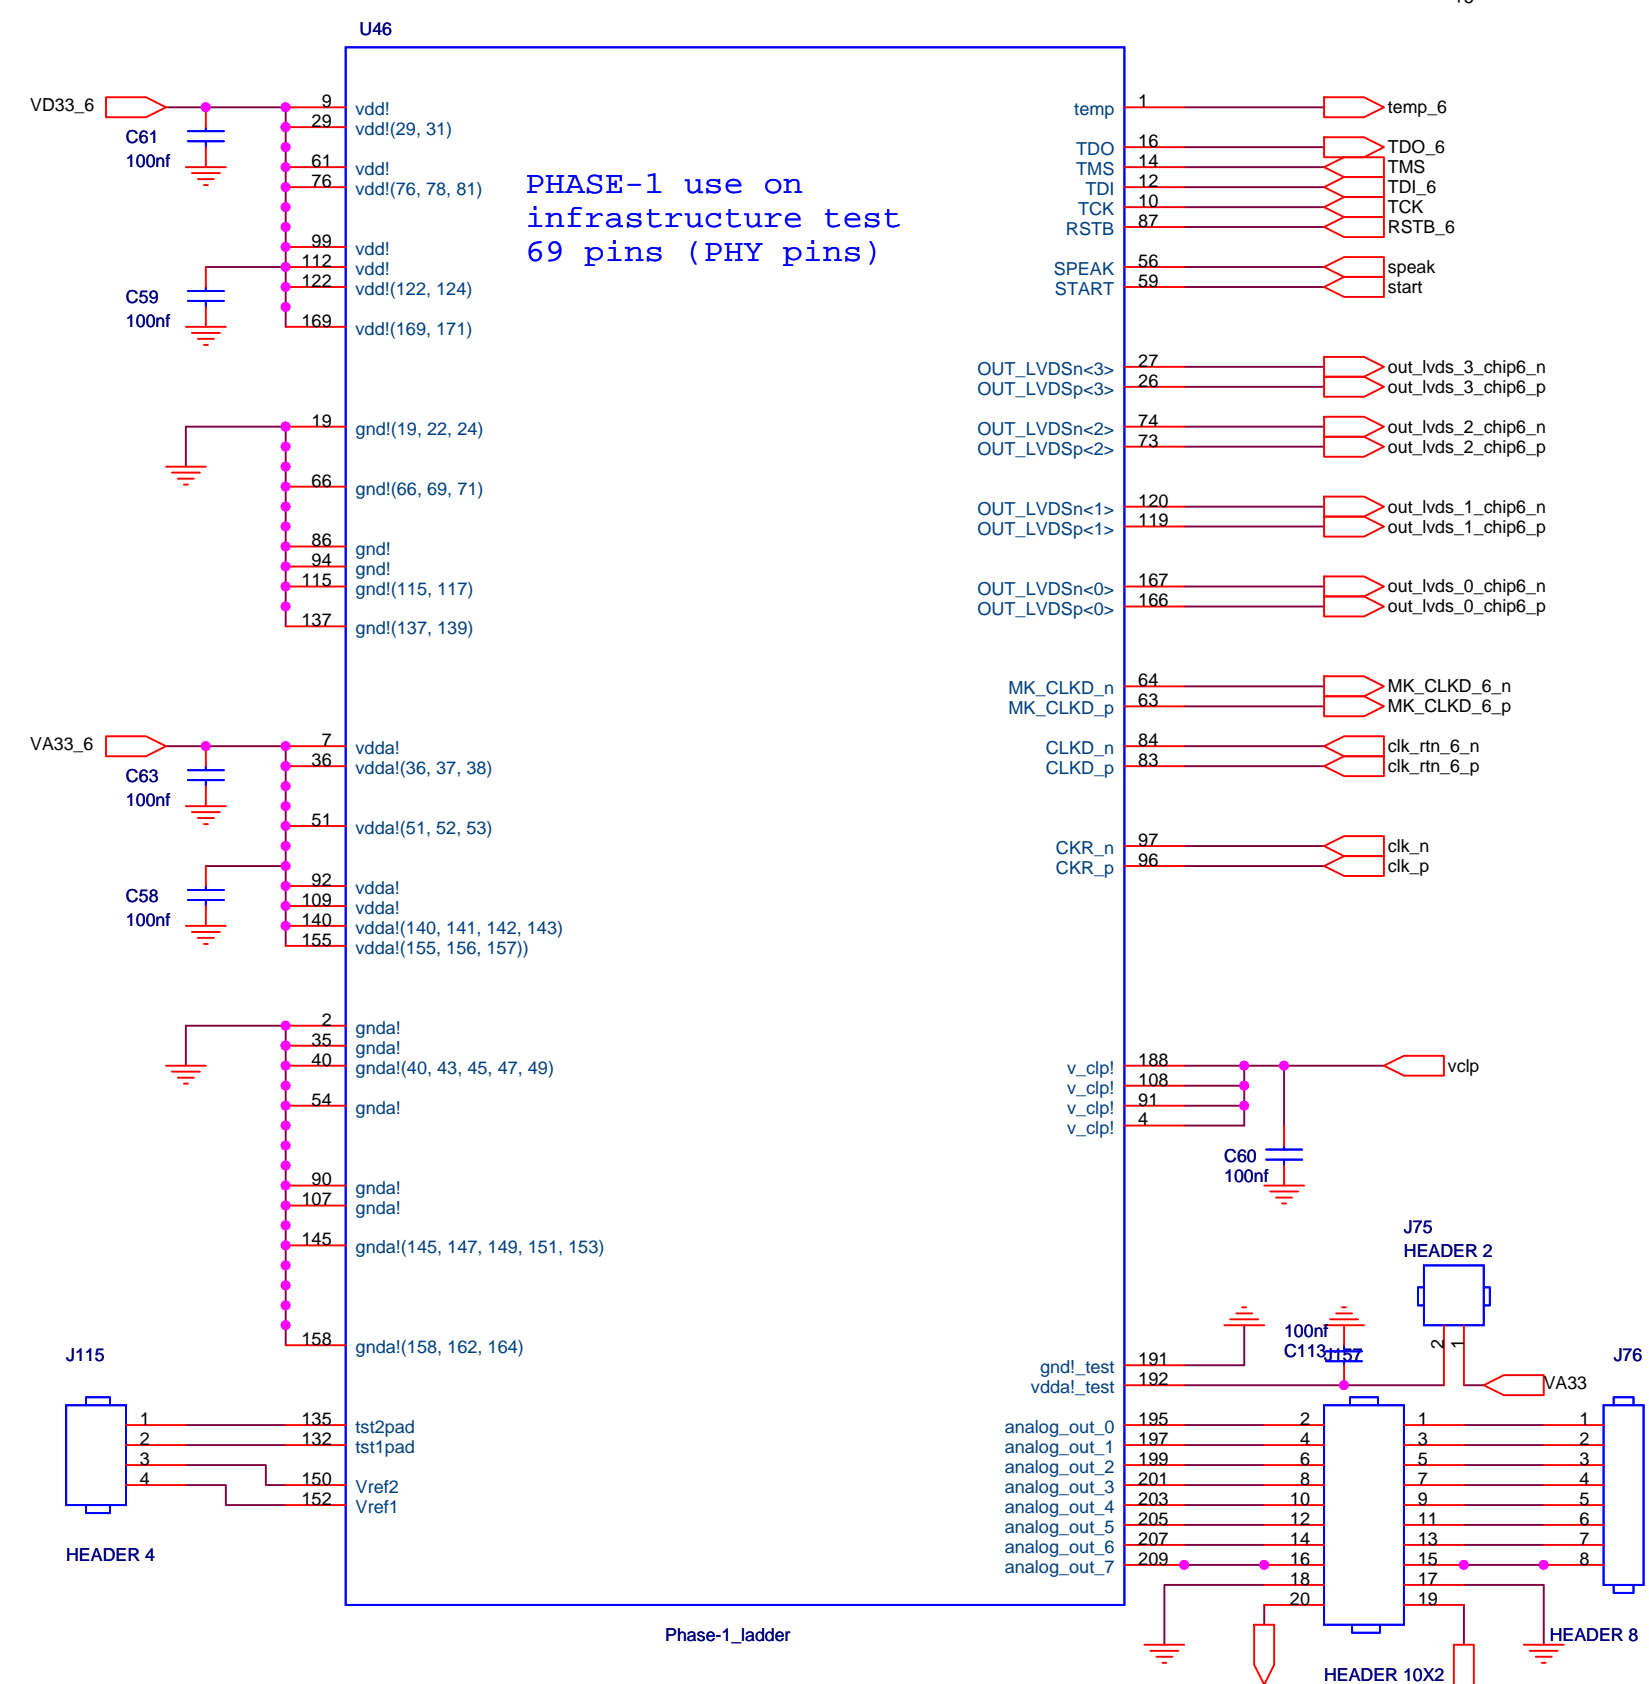 U46
VD33_6
C61
100nf
C59
100nf
9 vdd!
29 vdd!(29, 31)
61 vdd!
76 vdd!(76, 78, 81)
99 vdd!
112 vdd!
122 vdd!(122, 124)
169 vdd!(169, 171)
PHASE-1 use on
infrastructure test
69 pins (PHY pins)
19 gnd!(19, 22, 24)
66 gnd!(66, 69, 71)
86 gnd!
94 gnd!
115 gnd!(115, 117)
137 gnd!(137, 139)
VA33_6
C63
100nf
C58
100nf
7 vdda!
36 vdda!(36, 37, 38)
51 vdda!(51, 52, 53)
92 vdda!
109 vdda!
140 vdda!(140, 141, 142, 143)
155 vdda!(155, 156, 157))
2 gnda!
35 gnda!
40 gnda!(40, 43, 45, 47, 49)
54 gnda!
90 gnda!
107 gnda!
145 gnda!(145, 147, 149, 151, 153)
158 gnda!(158, 162, 164)
J115
1 135 tst2pad
2 132 tst1pad
3 150 Vref2
4 152 Vref1
HEADER 4
temp 1 temp_6
TDO 16 TDO_6
TMS 14 TMS
TDI 12 TDI_6
TCK 10 TCK
RSTB 87 RSTB_6
SPEAK 56 speak
START 59 start
OUT_LVDSn<3> 27 out_lvds_3_chip6_n
OUT_LVDSp<3> 26 out_lvds_3_chip6_p
OUT_LVDSn<2> 74 out_lvds_2_chip6_n
OUT_LVDSp<2> 73 out_lvds_2_chip6_p
OUT_LVDSn<1> 120 out_lvds_1_chip6_n
OUT_LVDSp<1> 119 out_lvds_1_chip6_p
OUT_LVDSn<0> 167 out_lvds_0_chip6_n
OUT_LVDSp<0> 166 out_lvds_0_chip6_p
MK_CLKD_n 64 MK_CLKD_6_n
MK_CLKD_p 63 MK_CLKD_6_p
CLKD_n 84 clk_rtn_6_n
CLKD_p 83 clk_rtn_6_p
CKR_n 97 clk_n
CKR_p 96 clk_p
v_clp! 188 vclp
v_clp! 108
v_clp! 91
v_clp! 4
C60
100nf
J75
HEADER 2
2 1
100nf
C113
J157
J76
gnd!_test 191
vdda!_test 192 VA33
analog_out_0 195 2 1 1
analog_out_1 197 4 3 2
analog_out_2 199 6 5 3
analog_out_3 201 8 7 4
analog_out_4 203 10 9 5
analog_out_5 205 12 11 6
analog_out_6 207 14 13 7
analog_out_7 209 16 15 8
18 17
20 19
Phase-1_ladder
HEADER 8
HEADER 10X2